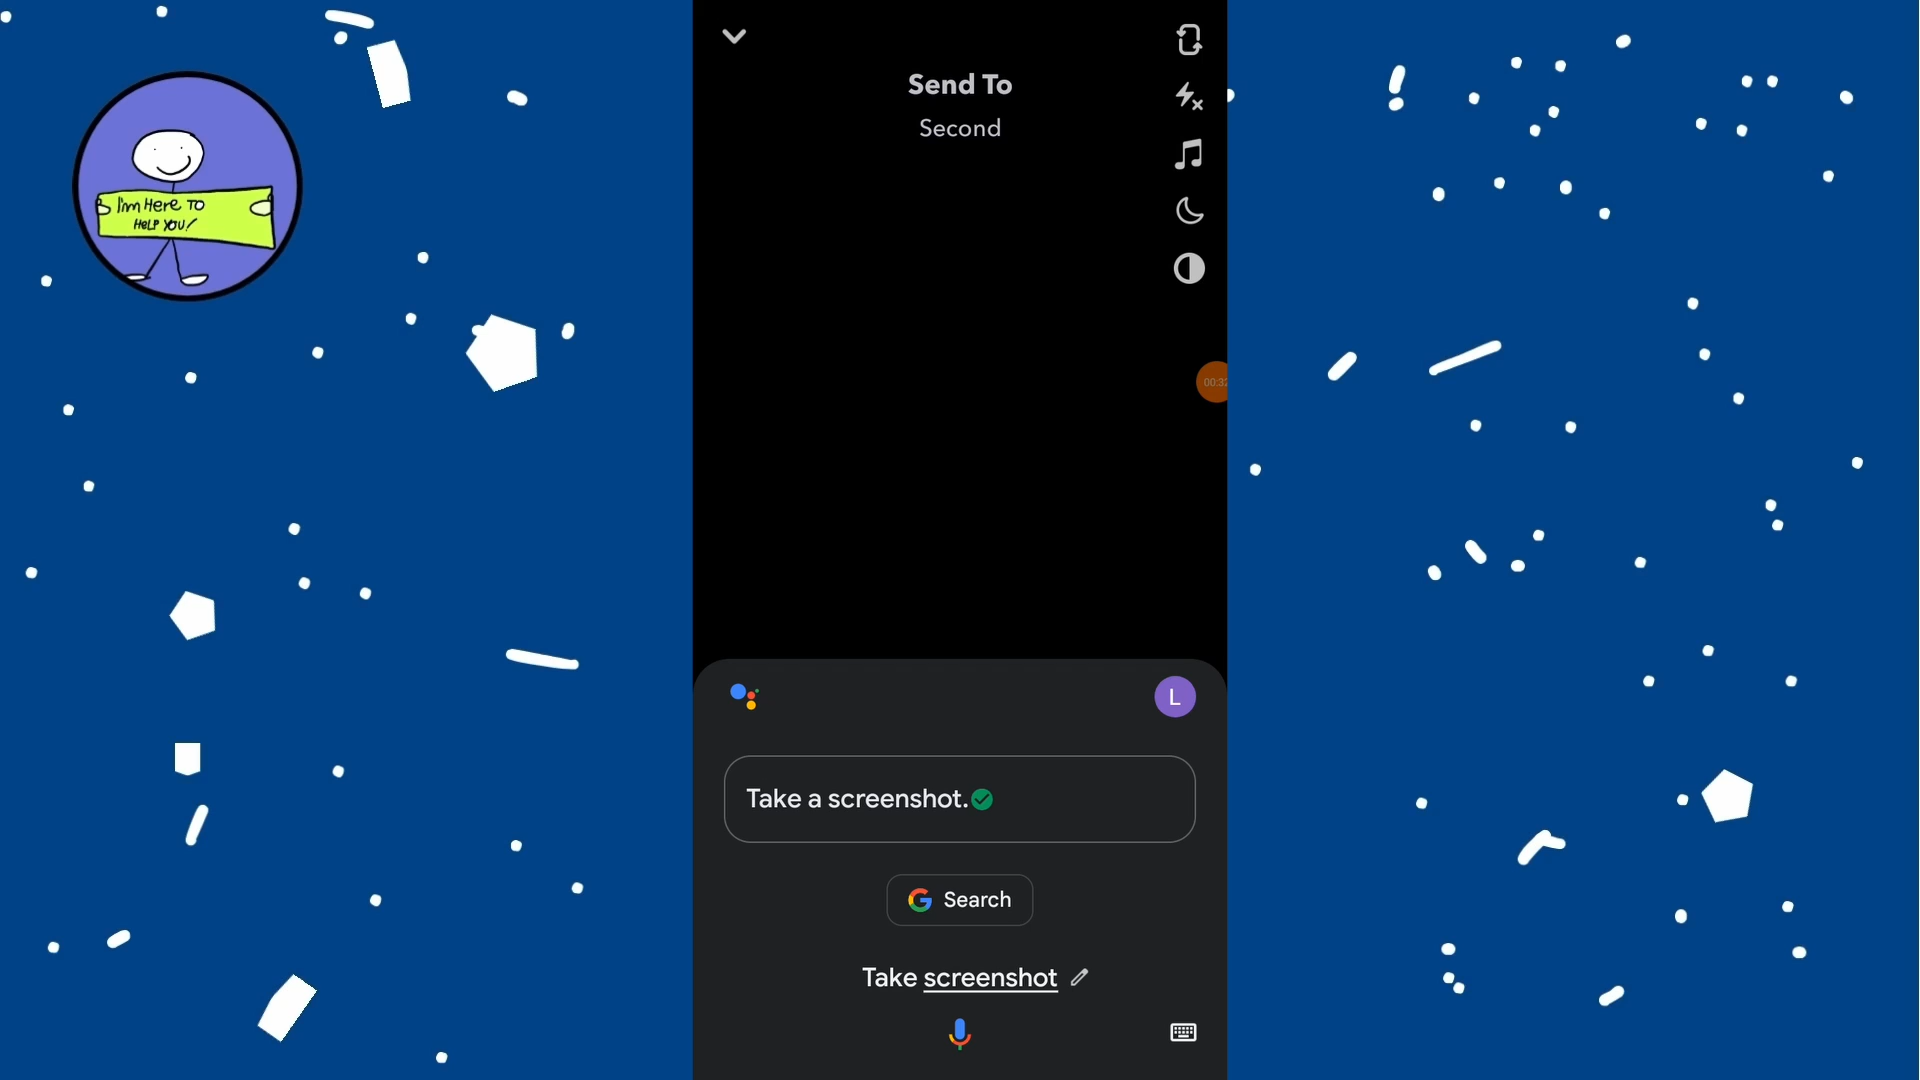 I'm HERE TO
HELP YOU!
Send To
Second
L
Take a screenshot.
Search
Take screenshot